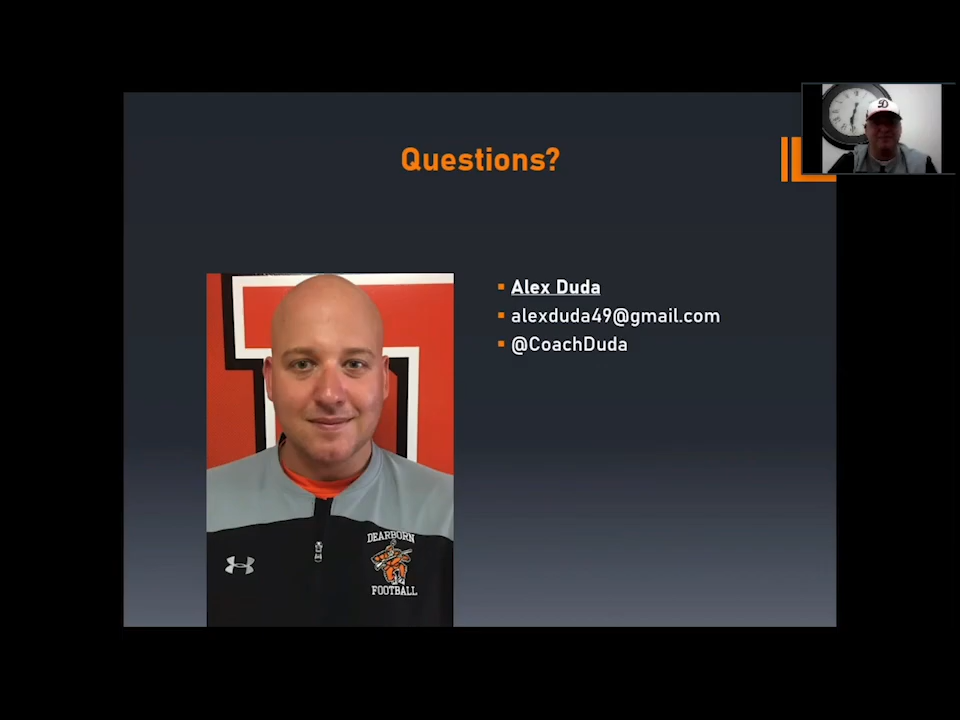 Questions?
Alex Duda
alexduda49@gmail.com
@CoachDuda
DEARBORN
FOOTBALL
D